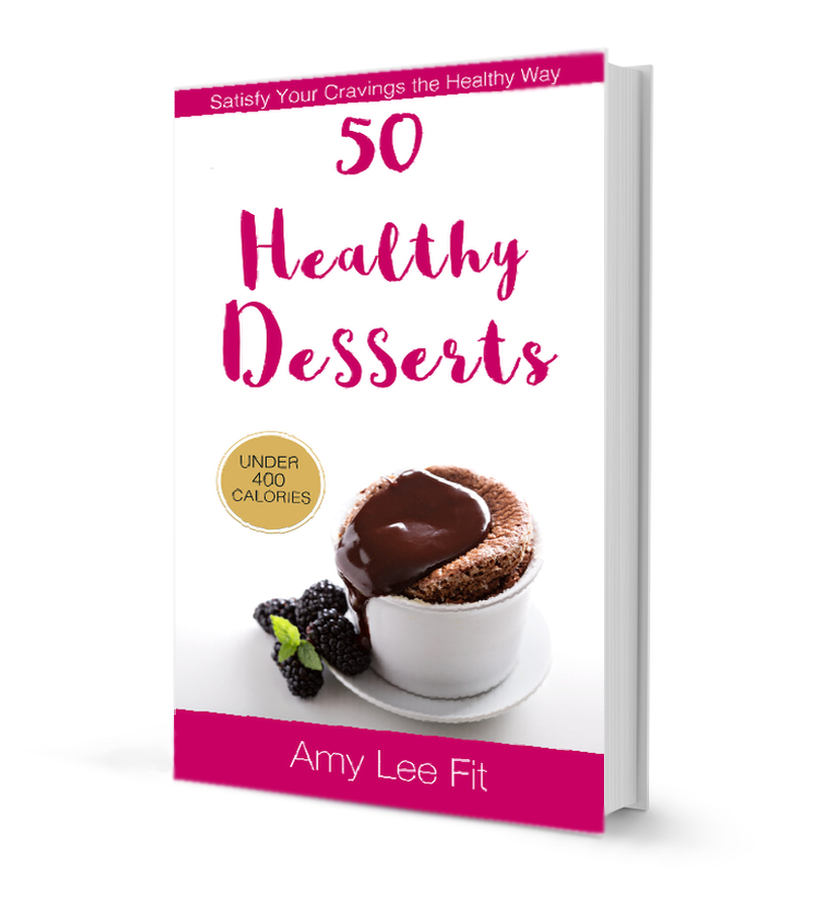 Satisfy Your Cravings the Healthy Way
50
Healthy
Desserts
UNDER
400
CALORIES
Amy Lee Fit